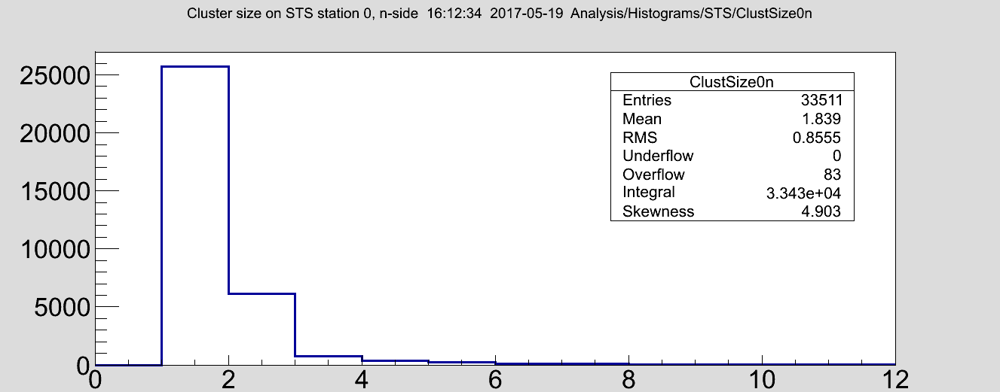 Cluster size on STS station 0, n-side 16:12:34 2017-05-19 Analysis/Histograms/STS/ClustSize0n
25000
20000
15000
10000
5000
0
0 2 4 6 8 10 12
ClustSize0n
Entries 33511
Mean 1.839
RMS 0.8555
Underflow 0
Overflow 83
Integral 3.343e+04
Skewness 4.903